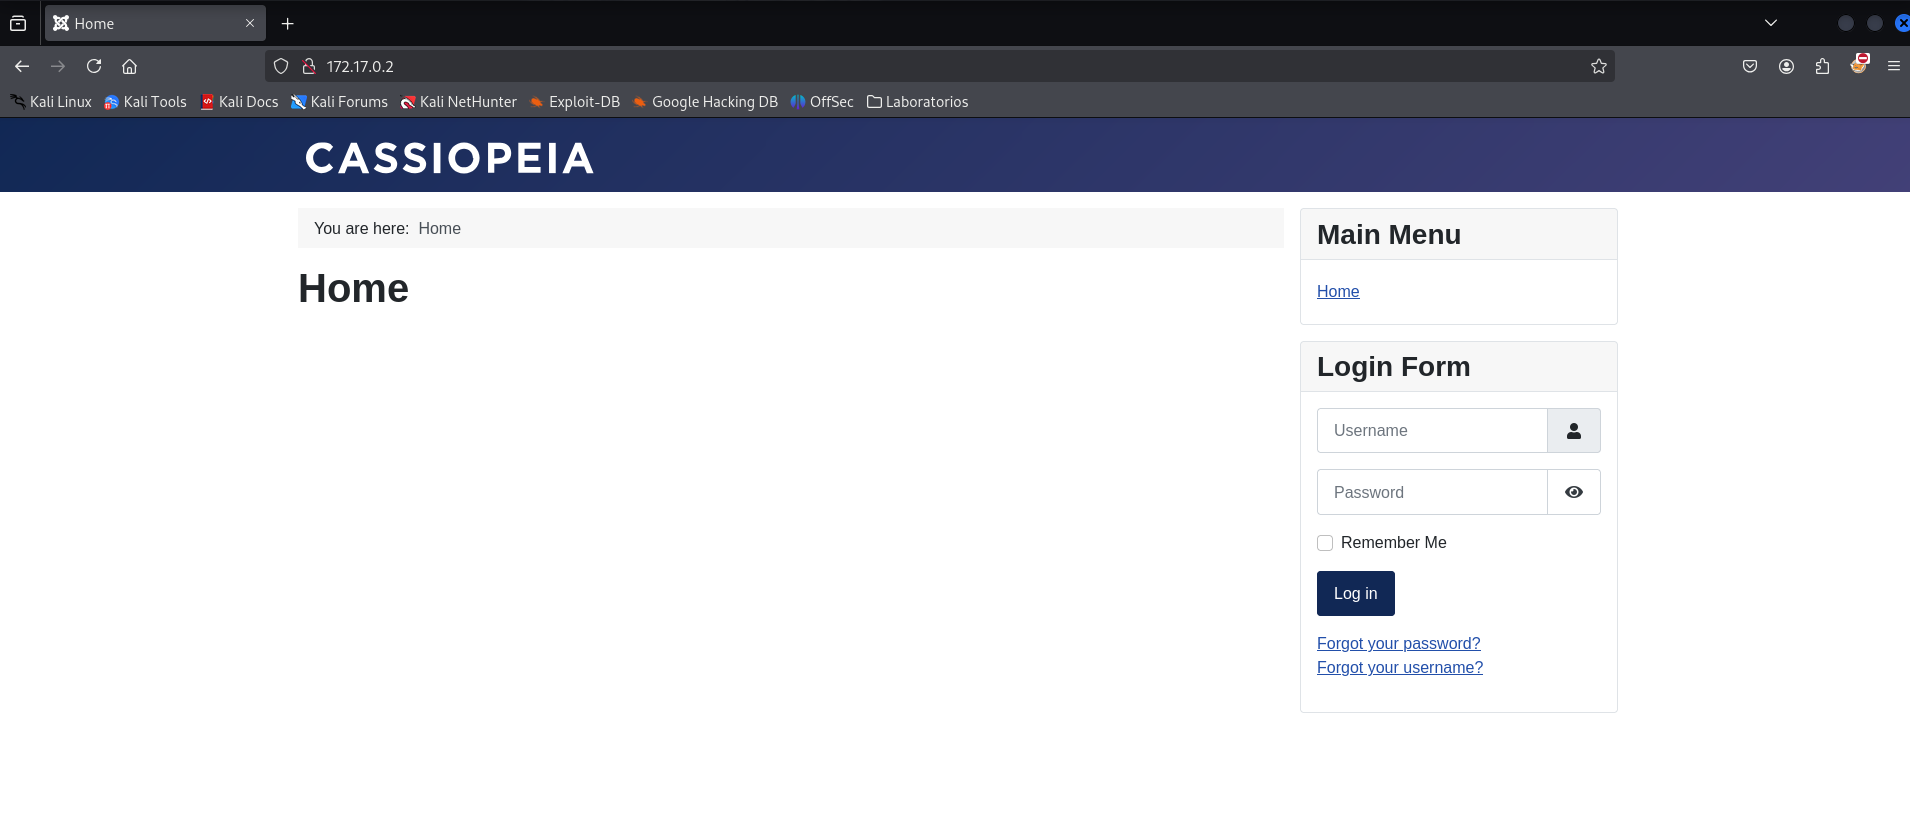 Home
172.17.0.2
Kali Linux Kali Tools Kali Docs Kali Forums Kali NetHunter Exploit-DB Google Hacking DB OffSec Laboratorios
CASSIOPEIA
You are here: Home
Home
Main Menu
Home
Login Form
Username
Password
Remember Me
Log in
Forgot your password?
Forgot your username?